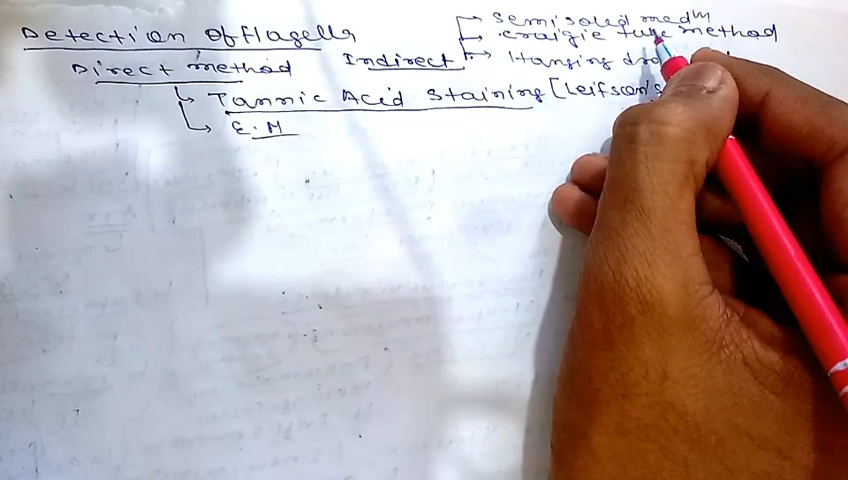 Detection of flagella
Semisolid medm
craigie tube method
Direct method Indirect Hanging
Tannic Acid Staining [Leifson's
E.M